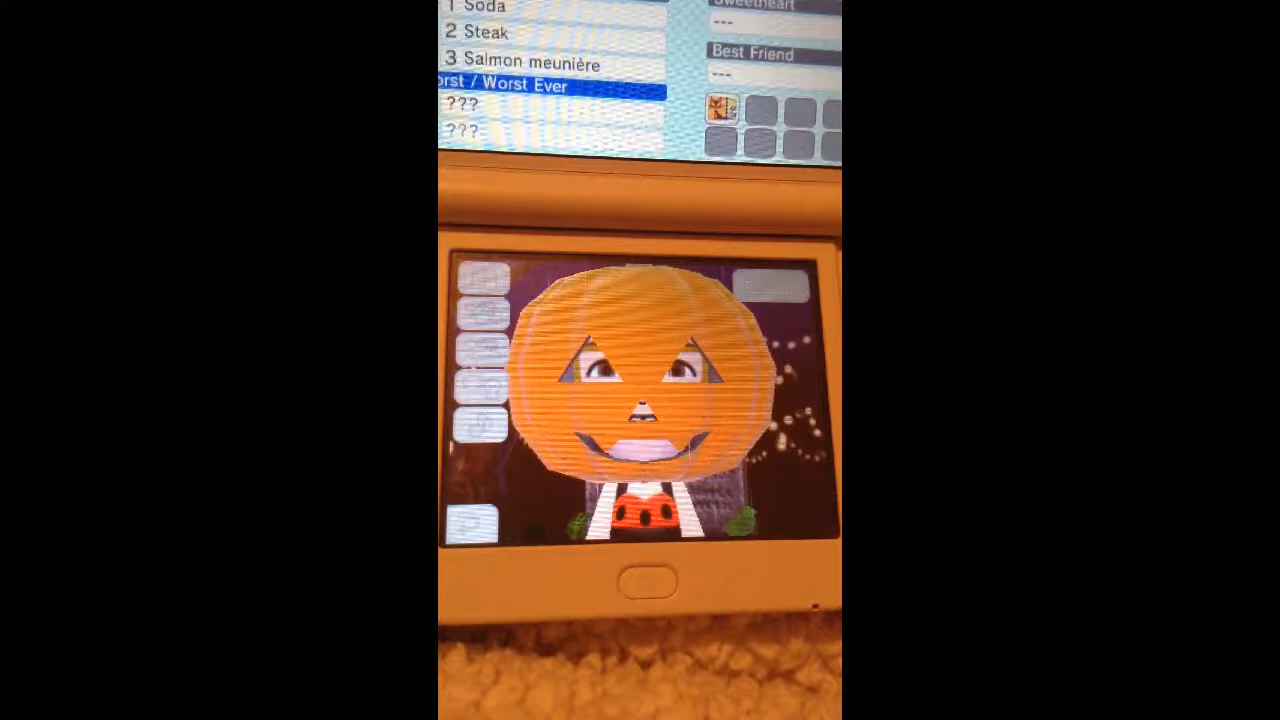 1 Soda
2 Steak
3 Salmon meunière
orst / Worst Ever
???
???
Sweetheart
---
Best Friend
---